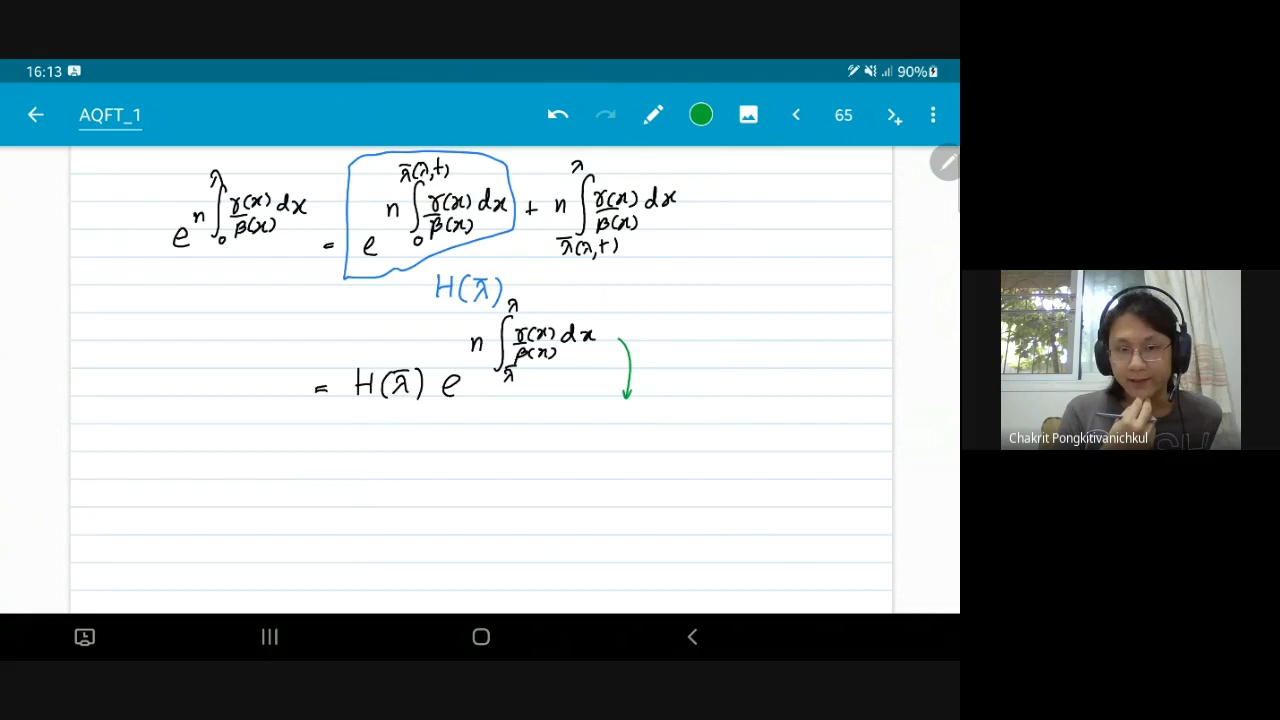 16:13 90%
AQFT_1 65
e^{n ∫_0^λ γ(x)/β(x) dx} = e^{n ∫_0^{λ̄(λ,t)} γ(x)/β(x) dx + n ∫_{λ̄(λ,t)}^λ γ(x)/β(x) dx}
H(λ̄)
= H(λ̄) e^{n ∫_{λ̄}^λ γ(x)/β(x) dx}
Chakrit Pongkitivanichkul